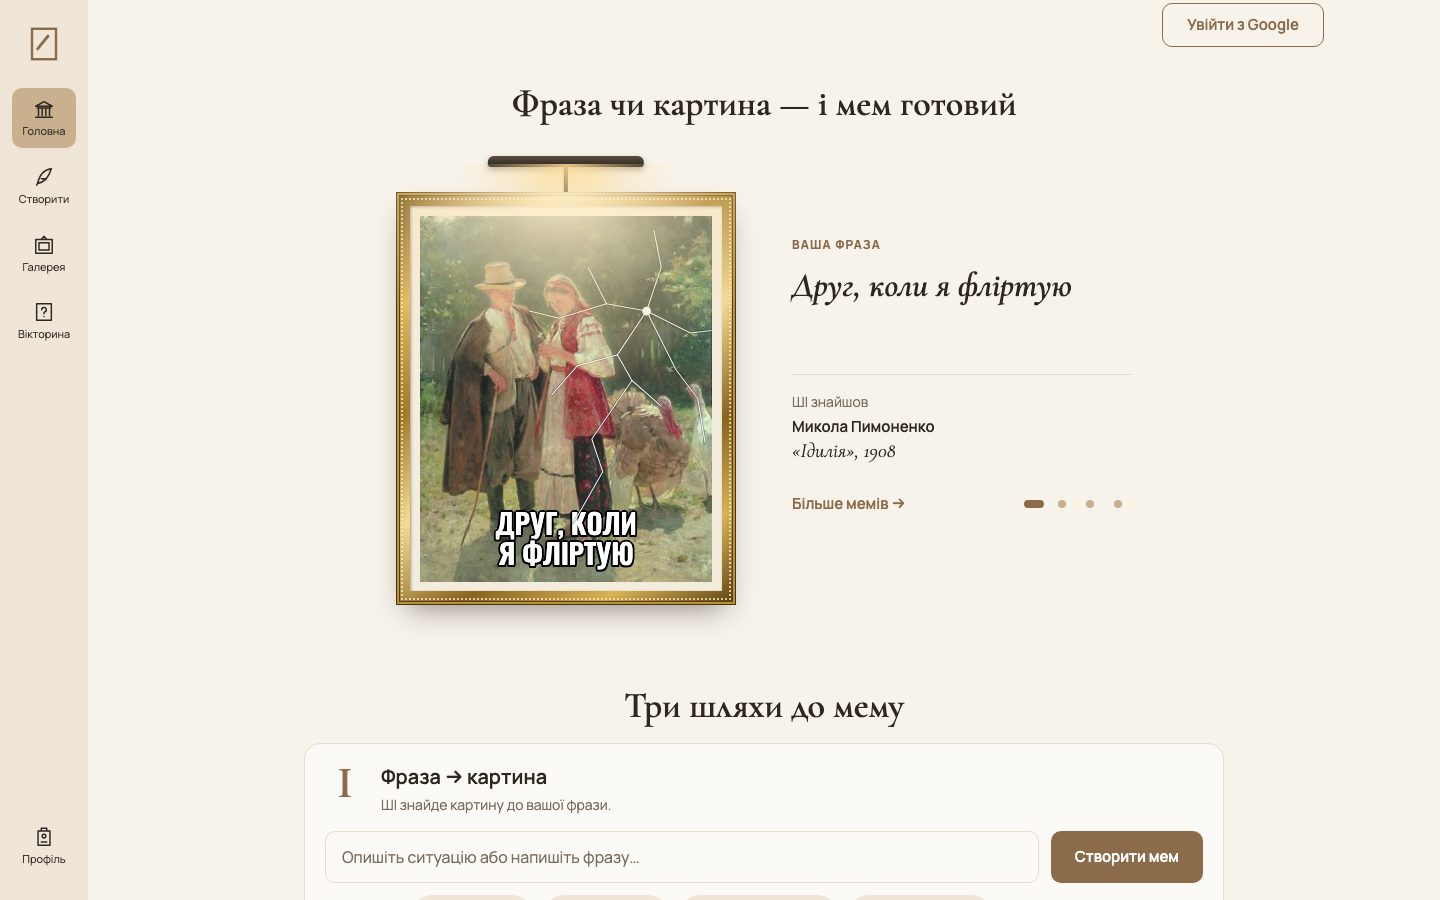 Увійти з Google
Головна
Створити
Галерея
Вікторина
Профіль
Фраза чи картина — і мем готовий
ДРУГ, КОЛИ
Я ФЛІРТУЮ
ВАША ФРАЗА
Друг, коли я фліртую
ШІ знайшов
Микола Пимоненко
«Ідилія», 1908
Більше мемів →
Три шляхи до мему
I
Фраза → картина
ШІ знайде картину до вашої фрази.
Опишіть ситуацію або напишіть фразу…
Створити мем